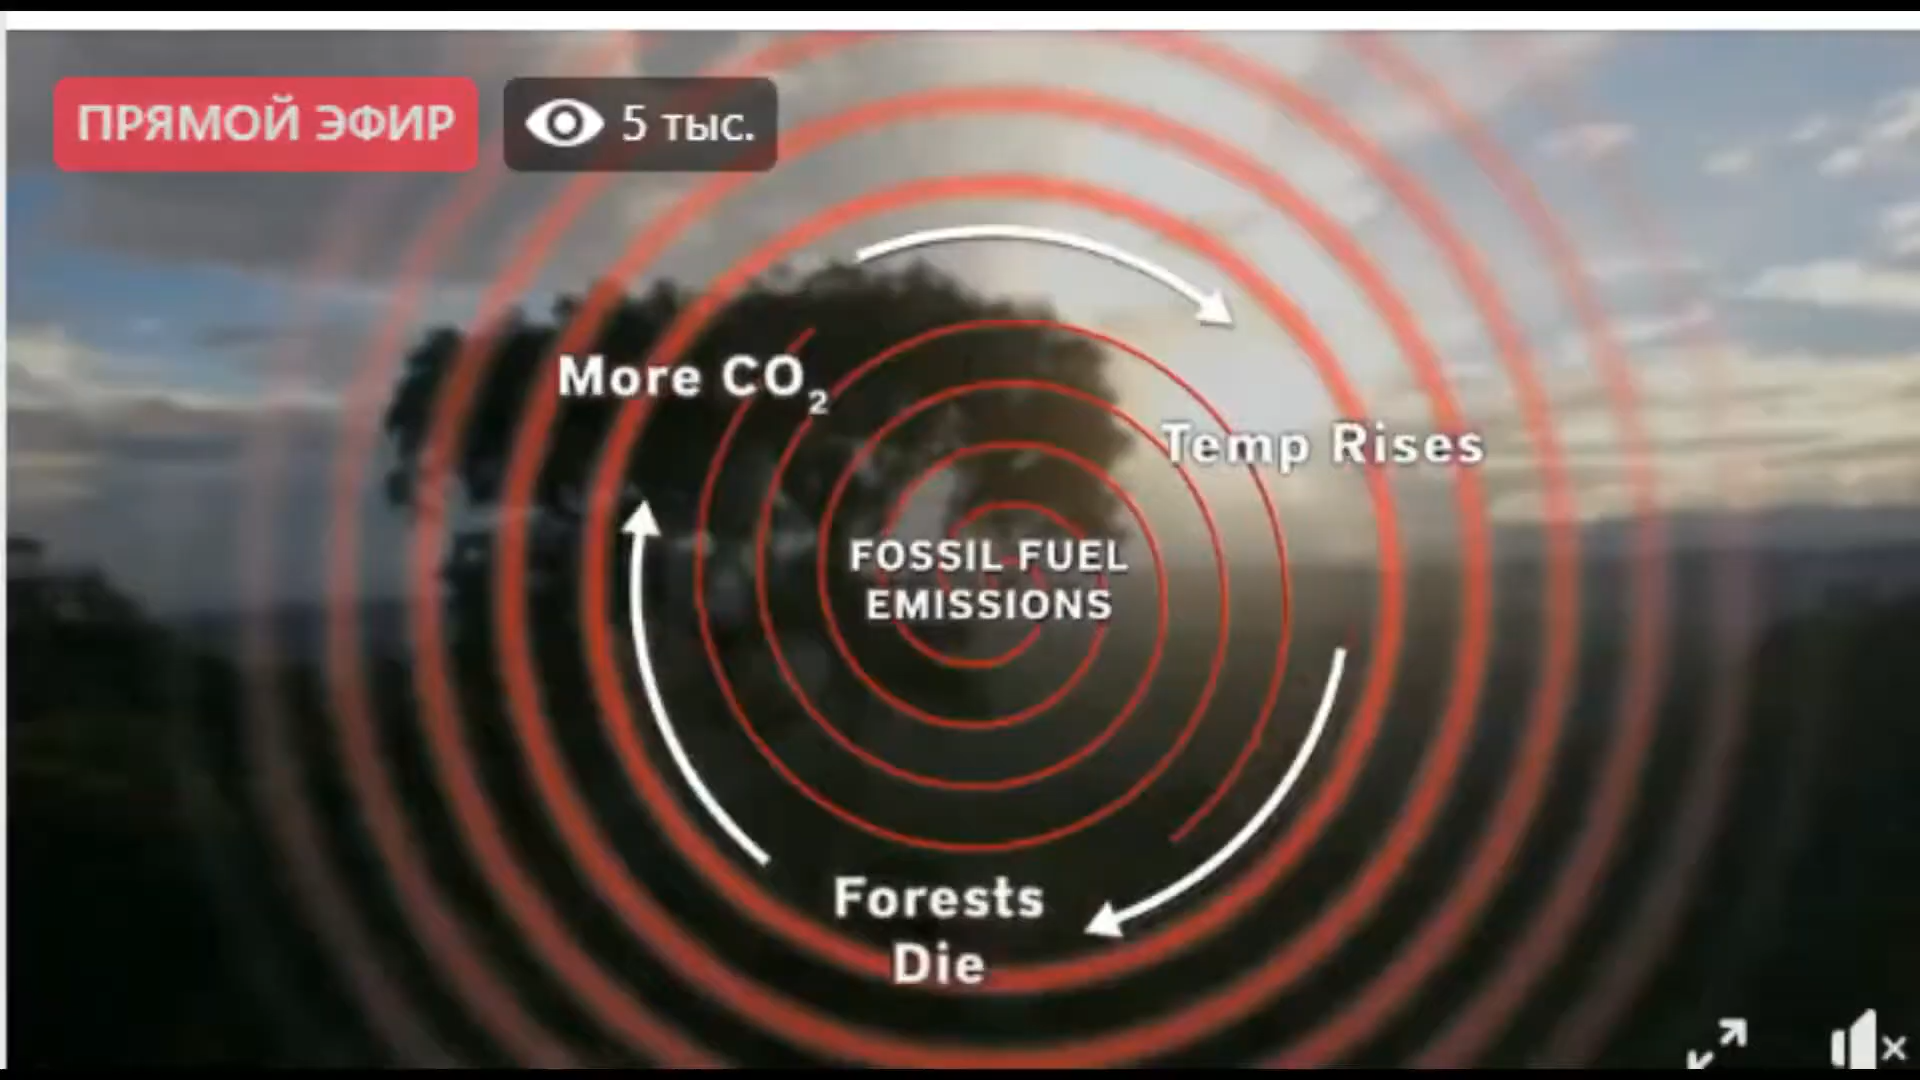 ПРЯМОЙ ЭФИР
5 тыс.
More CO₂
Temp Rises
FOSSIL FUEL
EMISSIONS
Forests
Die